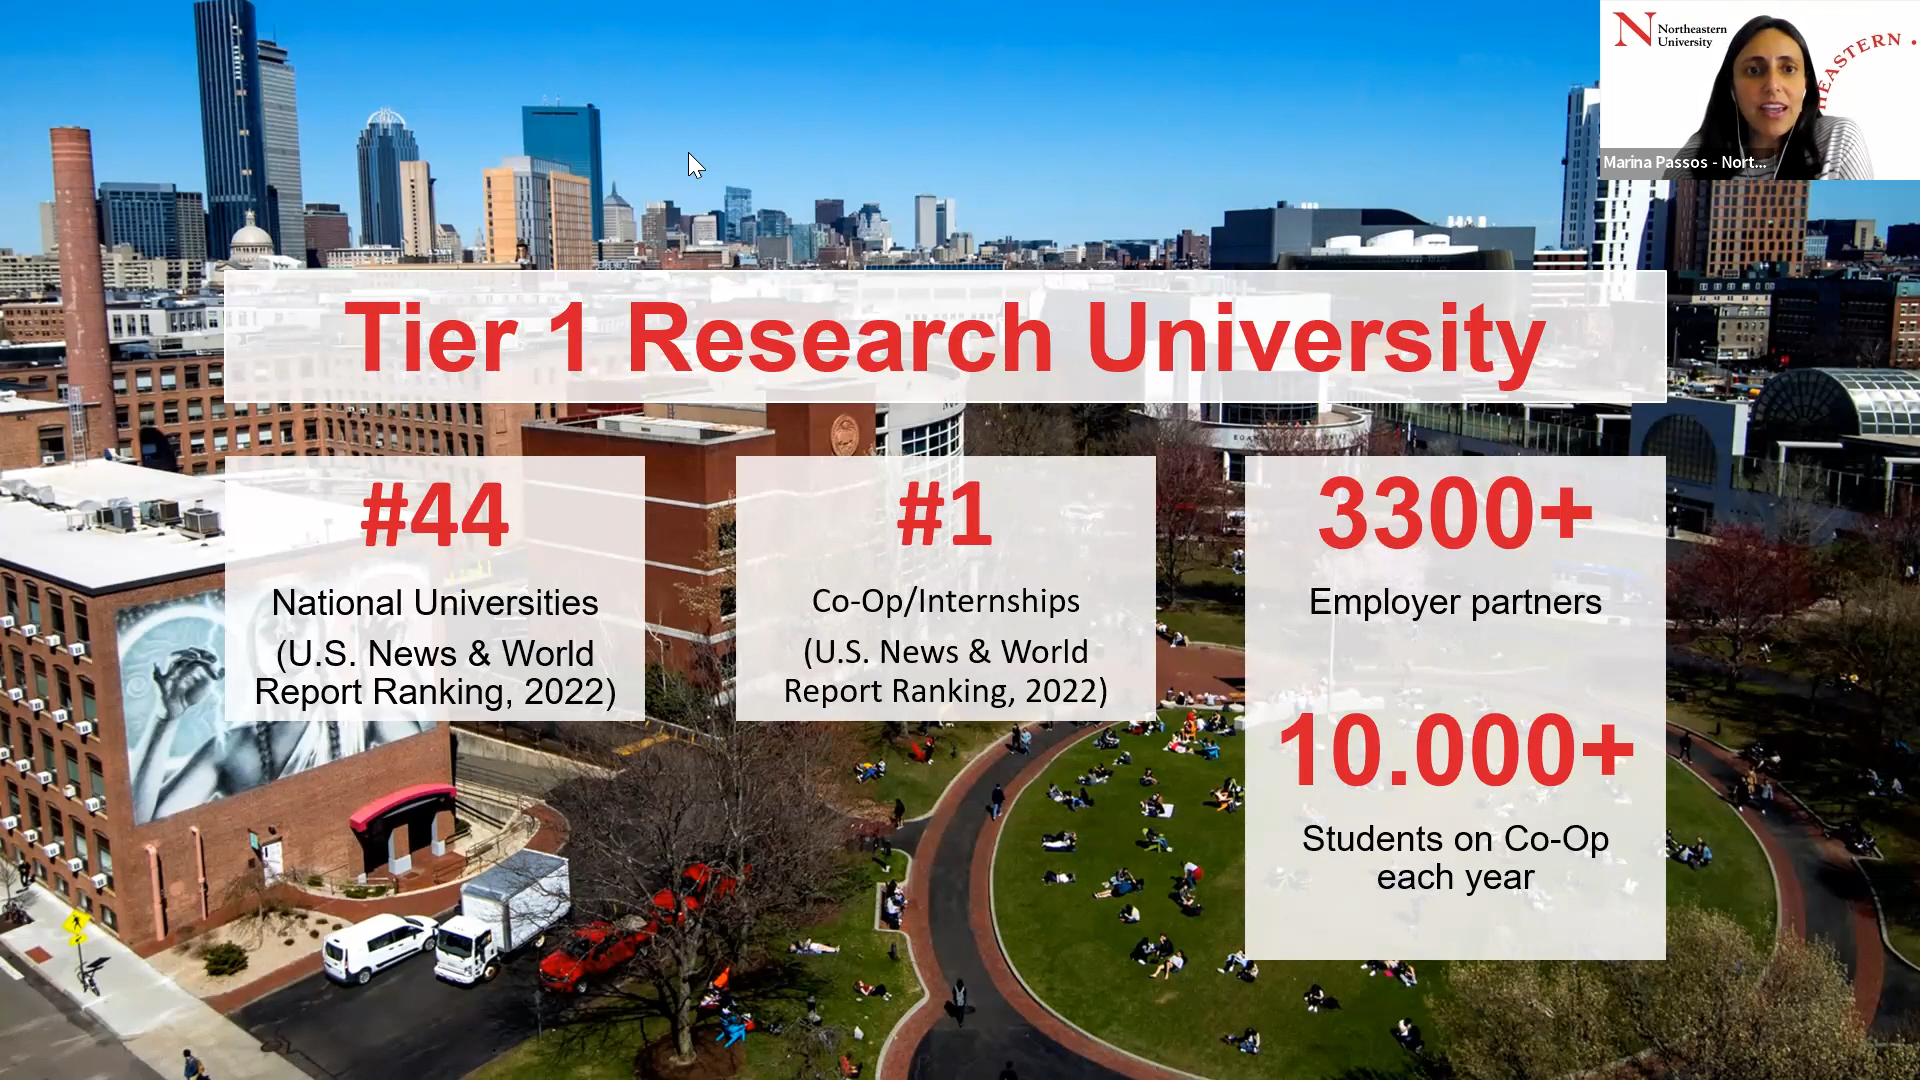 Northeastern
University
HEASTERN
Marina Passos - Nort...
Tier 1 Research University
#44
National Universities
(U.S. News & World
Report Ranking, 2022)
#1
Co-Op/Internships
(U.S. News & World
Report Ranking, 2022)
3300+
Employer partners
10.000+
Students on Co-Op
each year